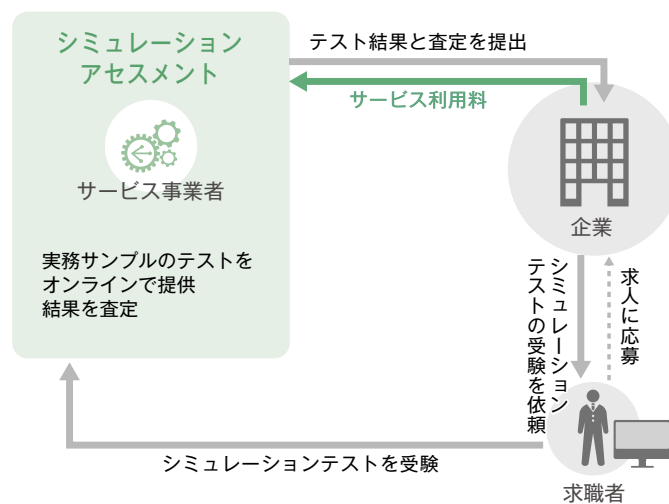 シミュレーション
アセスメント
サービス事業者
実務サンプルのテストを
オンラインで提供
結果を査定
テスト結果と査定を提出
サービス利用料
企業
シミュレーション
テストの受験を依頼
求人に応募
シミュレーションテストを受験
求職者